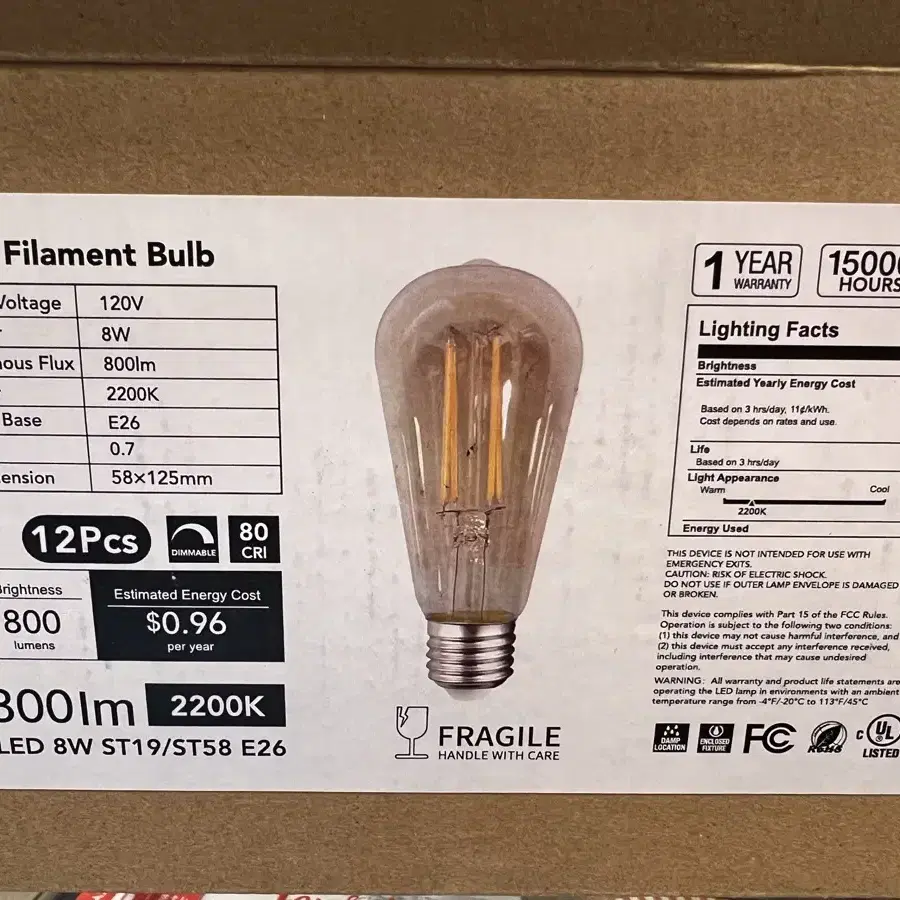 Filament Bulb
Voltage 120V
8W
nous Flux 800lm
2200K
Base E26
0.7
ension 58×125mm
12Pcs
DIMMABLE
80
CRI
Brightness
800
lumens
Estimated Energy Cost
$0.96
per year
800lm
2200K
LED 8W ST19/ST58 E26
FRAGILE
HANDLE WITH CARE
1 YEAR
WARRANTY
15000
HOURS
Lighting Facts
Brightness
Estimated Yearly Energy Cost
Based on 3 hrs/day, 11¢/kWh.
Cost depends on rates and use.
Life
Based on 3 hrs/day
Light Appearance
Warm Cool
2200K
Energy Used
THIS DEVICE IS NOT INTENDED FOR USE WITH
EMERGENCY EXITS.
CAUTION: RISK OF ELECTRIC SHOCK.
DO NOT USE IF OUTER LAMP ENVELOPE IS DAMAGED
OR BROKEN.
This device complies with Part 15 of the FCC Rules.
Operation is subject to the following two conditions:
(1) this device may not cause harmful interference, and
(2) this device must accept any interference received,
including interference that may cause undesired
operation.
WARNING: All warranty and product life statements are
operating the LED lamp in environments with an ambient
temperature range from -4°F/-20°C to 113°F/45°C
DAMP
LOCATION
ENCLOSED
FIXTURE
FC
RoHS
c UL
LISTED